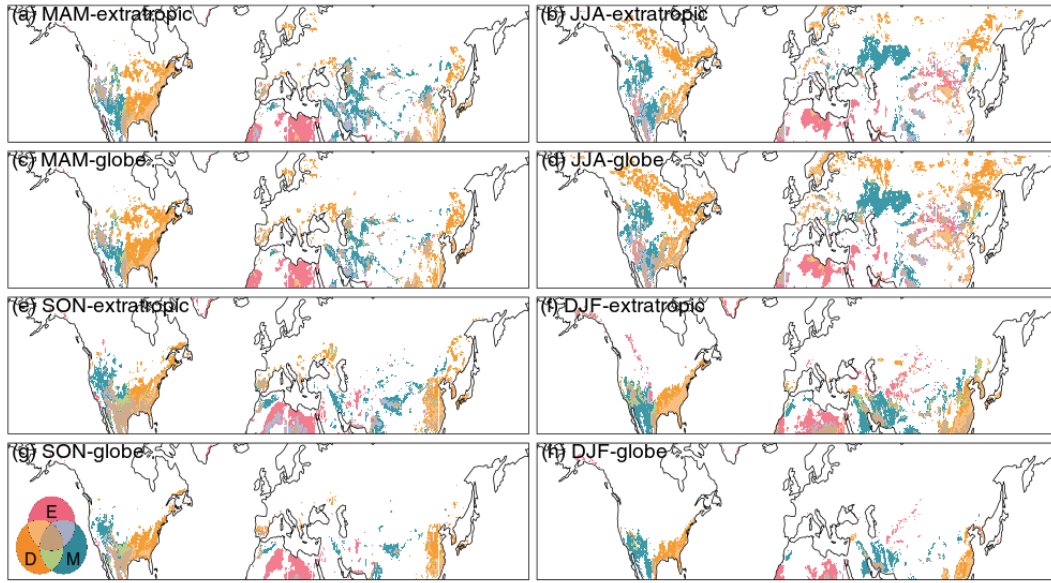 (a) MAM-extratropic
(b) JJA-extratropic
(c) MAM-globe
(d) JJA-globe
(e) SON-extratropic
(f) DJF-extratropic
(g) SON-globe
(h) DJF-globe
E
D M